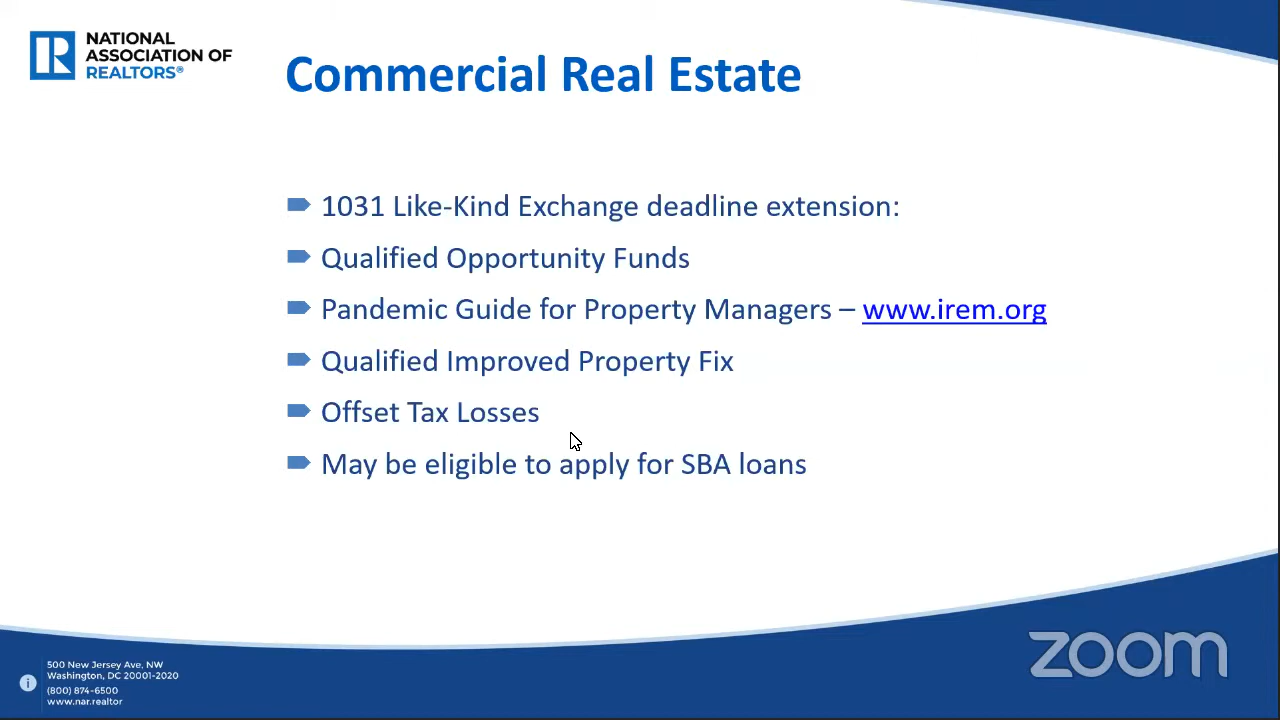 NATIONAL
ASSOCIATION OF
REALTORS®
Commercial Real Estate
1031 Like-Kind Exchange deadline extension:
Qualified Opportunity Funds
Pandemic Guide for Property Managers – www.irem.org
Qualified Improved Property Fix
Offset Tax Losses
May be eligible to apply for SBA loans
500 New Jersey Ave, NW
Washington, DC 20001-2020
(800) 874-6500
www.nar.realtor
zoom